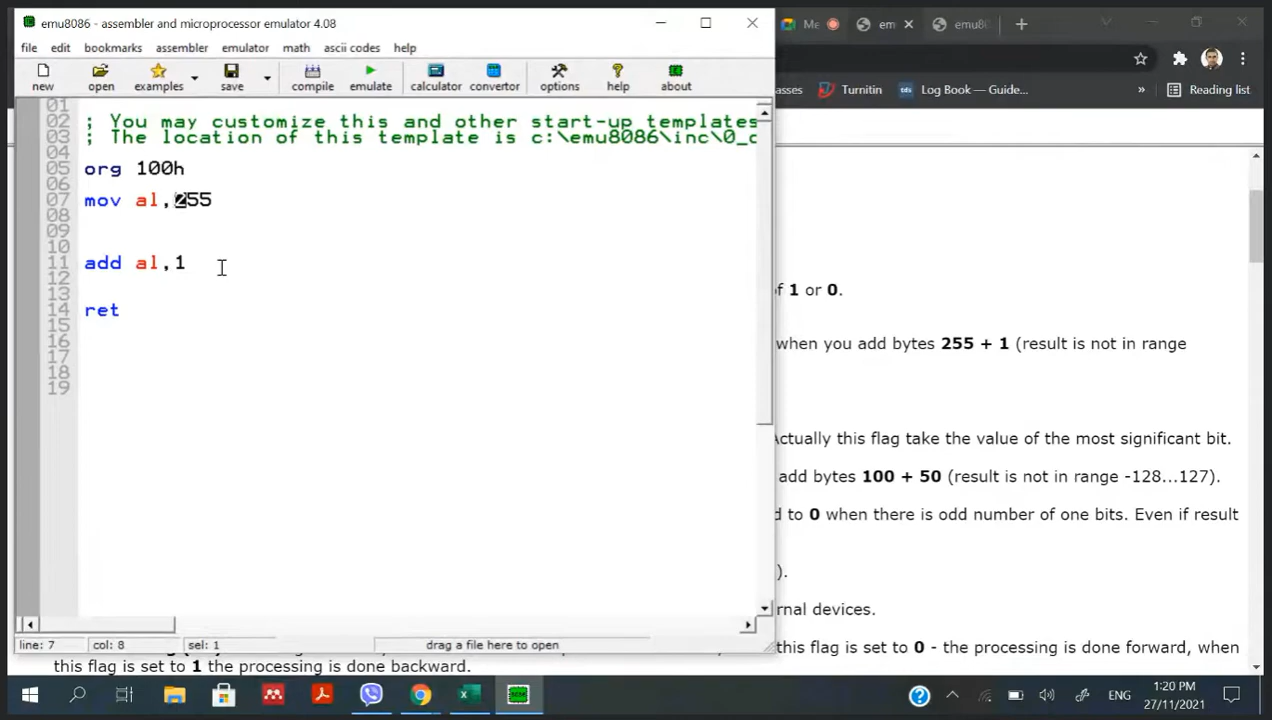 emu8086 - assembler and microprocessor emulator 4.08
file edit bookmarks assembler emulator math ascii codes help
new open examples save compile emulate calculator convertor options help about
01
02 ; You may customize this and other start-up templates
03 ; The location of this template is c:\emu8086\inc\0_
04
05 org 100h
06
07 mov al,255
08
09
10
11 add al,1
12
13
14 ret
15
16
17
18
19
line: 7 col: 8 sel: 1 drag a file here to open
Me em emu80
asses Turnitin Log Book — Guide... » Reading list
of 1 or 0.
when you add bytes 255 + 1 (result is not in range
Actually this flag take the value of the most significant bit.
add bytes 100 + 50 (result is not in range -128...127).
d to 0 when there is odd number of one bits. Even if result
).
rnal devices.
this flag is set to 0 - the processing is done forward, when
this flag is set to 1 the processing is done backward.
ENG
1:20 PM
27/11/2021